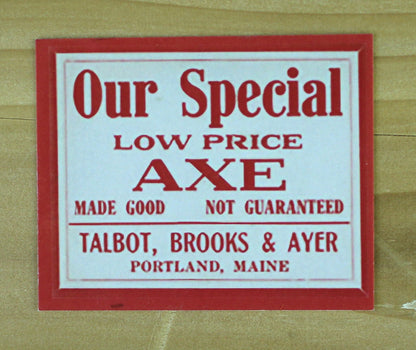 Our Special
LOW PRICE
AXE
MADE GOOD NOT GUARANTEED
TALBOT, BROOKS & AYER
PORTLAND, MAINE